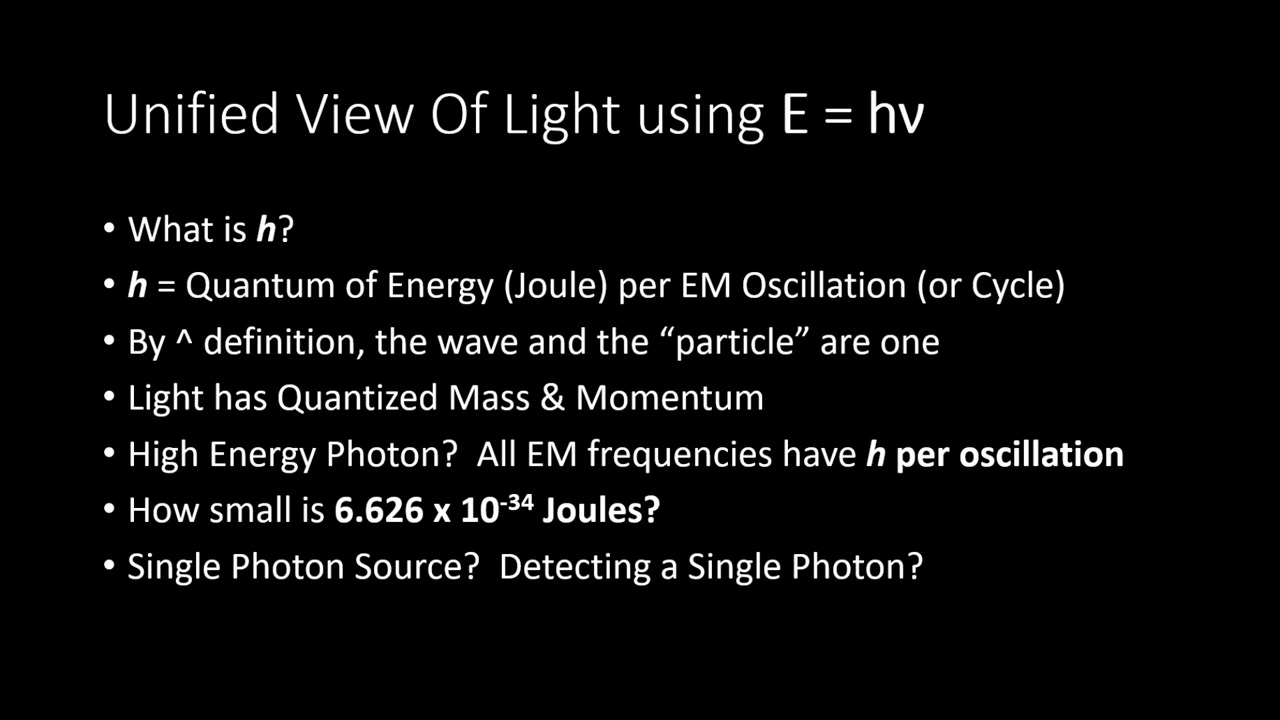 Unified View Of Light using E = hν
• What is h?
• h = Quantum of Energy (Joule) per EM Oscillation (or Cycle)
• By ^ definition, the wave and the “particle” are one
• Light has Quantized Mass & Momentum
• High Energy Photon?  All EM frequencies have h per oscillation
• How small is 6.626 x 10⁻³⁴ Joules?
• Single Photon Source?  Detecting a Single Photon?